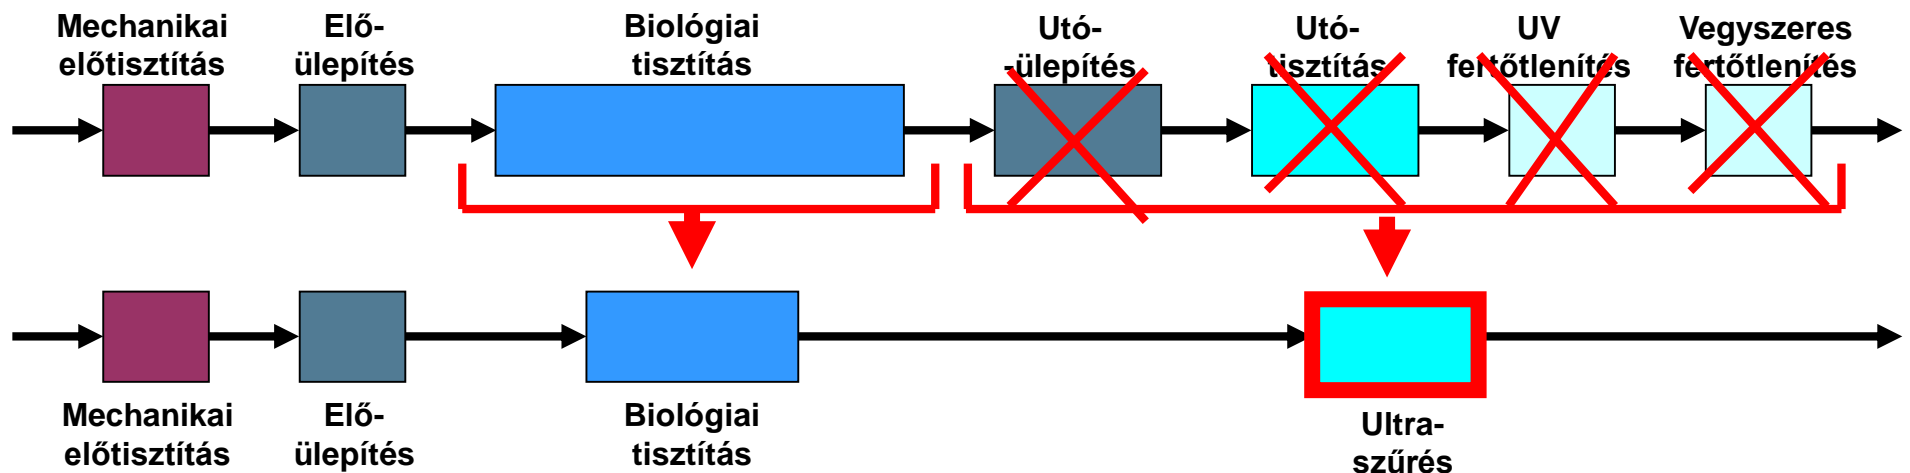 Mechanikai
előtisztítás
Elő-
ülepítés
Biológiai
tisztítás
Utó-
-ülepítés
Utó-
tisztítás
UV
fertőtlenítés
Vegyszeres
fertőtlenítés
Mechanikai
előtisztítás
Elő-
ülepítés
Biológiai
tisztítás
Ultra-
szűrés